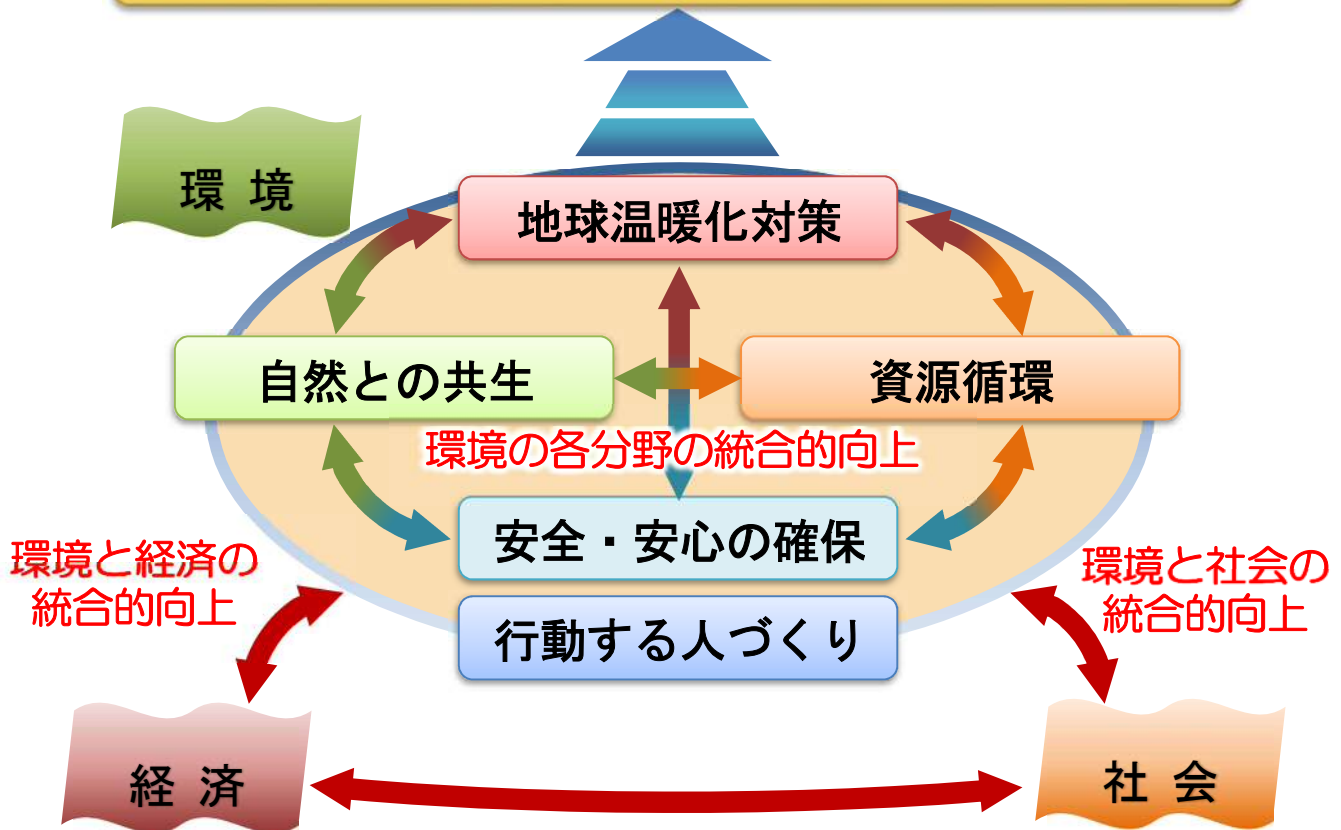 環 境
地球温暖化対策
自然との共生
資源循環
環境の各分野の統合的向上
安全・安心の確保
環境と経済の
統合的向上
環境と社会の
統合的向上
行動する人づくり
経 済
社 会